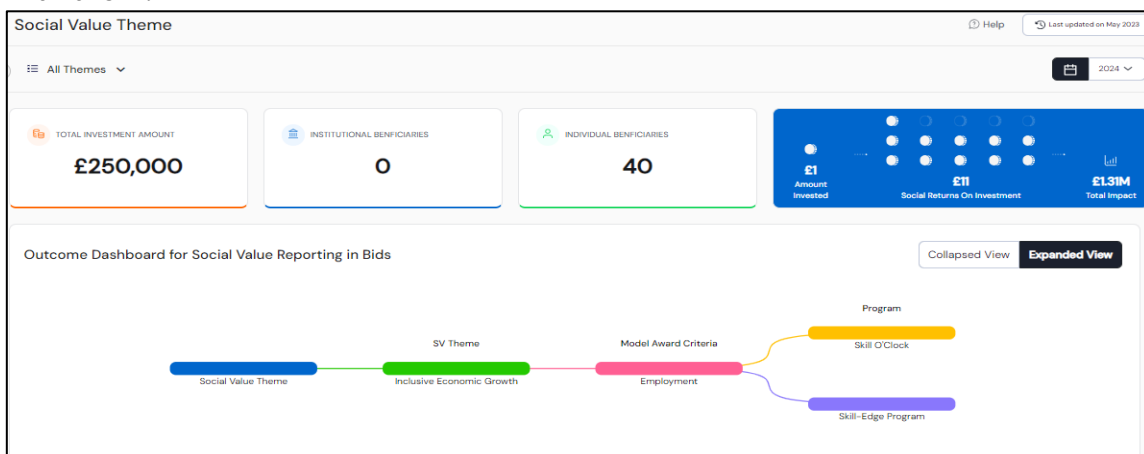 Social Value Theme
Help
Last updated on May 2023
All Themes
2024
TOTAL INVESTMENT AMOUNT
£250,000
INSTITUTIONAL BENFICIARIES
0
INDIVIDUAL BENFICIARIES
40
£1
Amount
Invested
£11
Social Returns On Investment
£1.31M
Total Impact
Outcome Dashboard for Social Value Reporting in Bids
Collapsed View
Expanded View
Program
SV Theme
Model Award Criteria
Skill O'Clock
Social Value Theme
Inclusive Economic Growth
Employment
Skill-Edge Program